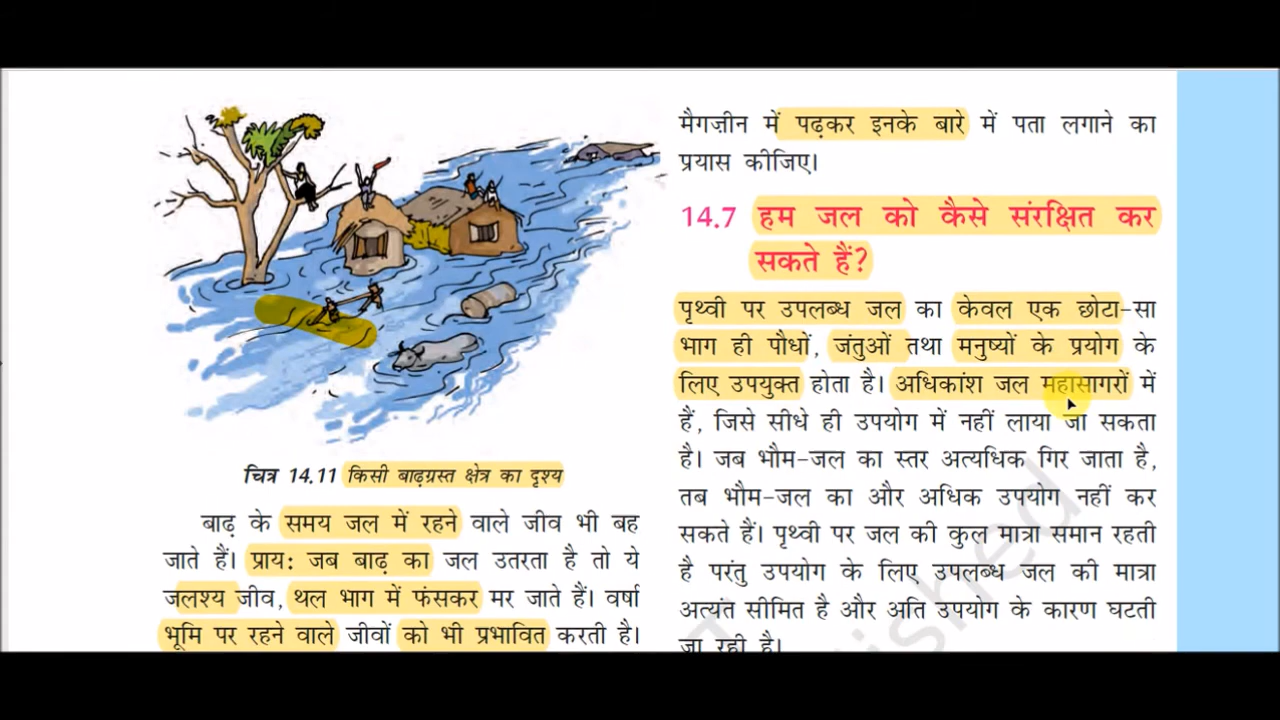 चित्र 14.11 किसी बाढ़ग्रस्त क्षेत्र का दृश्य
बाढ़ के समय जल में रहने वाले जीव भी बह
जाते हैं। प्राय: जब बाढ़ का जल उतरता है तो ये
जलश्य जीव, थल भाग में फंसकर मर जाते हैं। वर्षा
भूमि पर रहने वाले जीवों को भी प्रभावित करती है।
मैगज़ीन में पढ़कर इनके बारे में पता लगाने का
प्रयास कीजिए।
14.7 हम जल को कैसे संरक्षित कर
सकते हैं?
पृथ्वी पर उपलब्ध जल का केवल एक छोटा-सा
भाग ही पौधों, जंतुओं तथा मनुष्यों के प्रयोग के
लिए उपयुक्त होता है। अधिकांश जल महासागरों में
हैं, जिसे सीधे ही उपयोग में नहीं लाया जा सकता
है। जब भौम-जल का स्तर अत्यधिक गिर जाता है,
तब भौम-जल का और अधिक उपयोग नहीं कर
सकते हैं। पृथ्वी पर जल की कुल मात्रा समान रहती
है परंतु उपयोग के लिए उपलब्ध जल की मात्रा
अत्यंत सीमित है और अति उपयोग के कारण घटती
जा रही है।